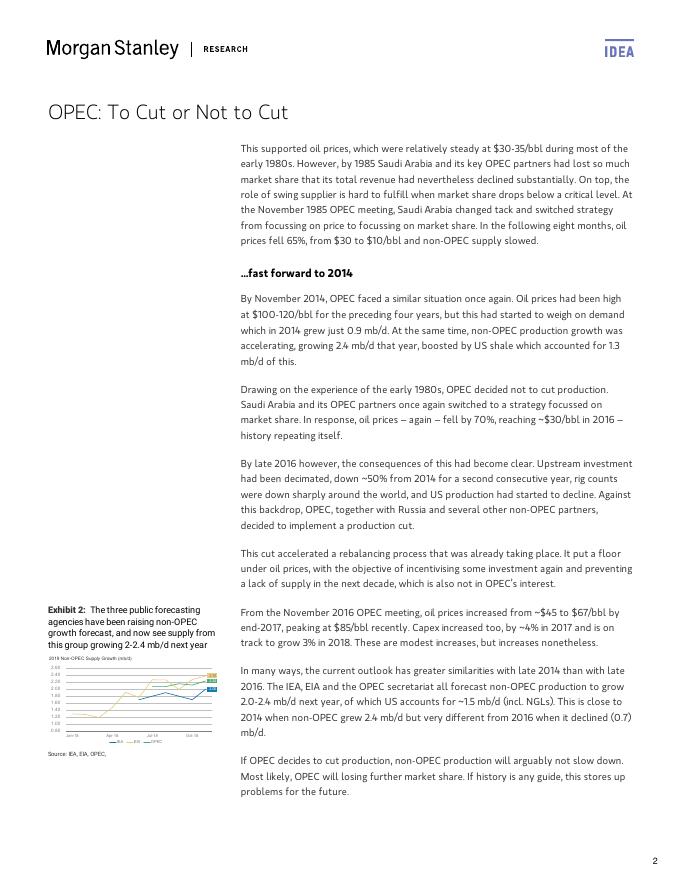 Morgan Stanley | RESEARCH
IDEA
OPEC: To Cut or Not to Cut
This supported oil prices, which were relatively steady at $30-35/bbl during most of the
early 1980s. However, by 1985 Saudi Arabia and its key OPEC partners had lost so much
market share that its total revenue had nevertheless declined substantially. On top, the
role of swing supplier is hard to fulfill when market share drops below a critical level. At
the November 1985 OPEC meeting, Saudi Arabia changed tack and switched strategy
from focussing on price to focussing on market share. In the following eight months, oil
prices fell 65%, from $30 to $10/bbl and non-OPEC supply slowed.
...fast forward to 2014
By November 2014, OPEC faced a similar situation once again. Oil prices had been high
at $100-120/bbl for the preceding four years, but this had started to weigh on demand
which in 2014 grew just 0.9 mb/d. At the same time, non-OPEC production growth was
accelerating, growing 2.4 mb/d that year, boosted by US shale which accounted for 1.3
mb/d of this.
Drawing on the experience of the early 1980s, OPEC decided not to cut production.
Saudi Arabia and its OPEC partners once again switched to a strategy focussed on
market share. In response, oil prices – again – fell by 70%, reaching ~$30/bbl in 2016 –
history repeating itself.
By late 2016 however, the consequences of this had become clear. Upstream investment
had been decimated, down ~50% from 2014 for a second consecutive year, rig counts
were down sharply around the world, and US production had started to decline. Against
this backdrop, OPEC, together with Russia and several other non-OPEC partners,
decided to implement a production cut.
This cut accelerated a rebalancing process that was already taking place. It put a floor
under oil prices, with the objective of incentivising some investment again and preventing
a lack of supply in the next decade, which is also not in OPEC's interest.
From the November 2016 OPEC meeting, oil prices increased from ~$45 to $67/bbl by
end-2017, peaking at $85/bbl recently. Capex increased too, by ~4% in 2017 and is on
track to grow 3% in 2018. These are modest increases, but increases nonetheless.
In many ways, the current outlook has greater similarities with late 2014 than with late
2016. The IEA, EIA and the OPEC secretariat all forecast non-OPEC production to grow
2.0-2.4 mb/d next year, of which US accounts for ~1.5 mb/d (incl. NGLs). This is close to
2014 when non-OPEC grew 2.4 mb/d but very different from 2016 when it declined (0.7)
mb/d.
If OPEC decides to cut production, non-OPEC production will arguably not slow down.
Most likely, OPEC will losing further market share. If history is any guide, this stores up
problems for the future.
Exhibit 2: The three public forecasting
agencies have been raising non-OPEC
growth forecast, and now see supply from
this group growing 2-2.4 mb/d next year
2019 Non-OPEC Supply Growth (mb/d)
2.60
2.40
2.20
2.00
1.80
1.60
1.40
1.20
1.00
0.80
Jan-18 Apr-18 Jul-18 Oct-18
IEA EIA OPEC
Source: IEA, EIA, OPEC,
2